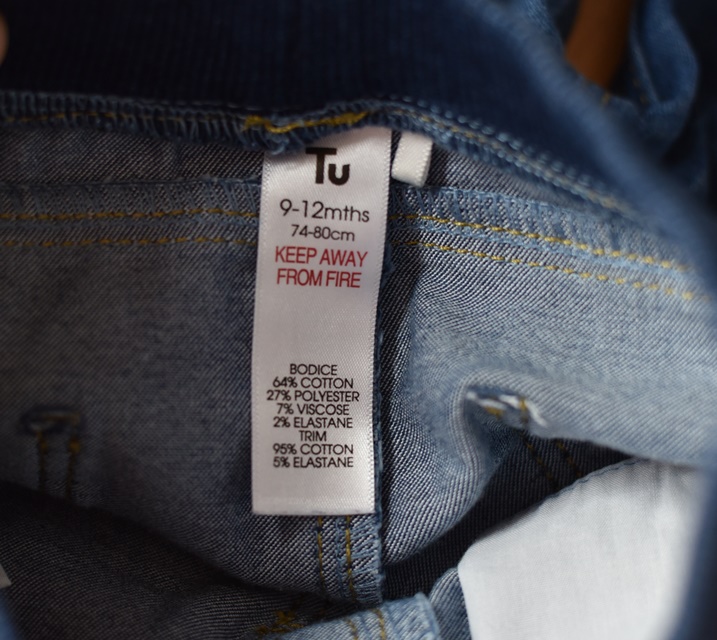 Tu
9-12mths
74-80cm
KEEP AWAY
FROM FIRE
BODICE
64% COTTON
27% POLYESTER
7% VISCOSE
2% ELASTANE
TRIM
95% COTTON
5% ELASTANE